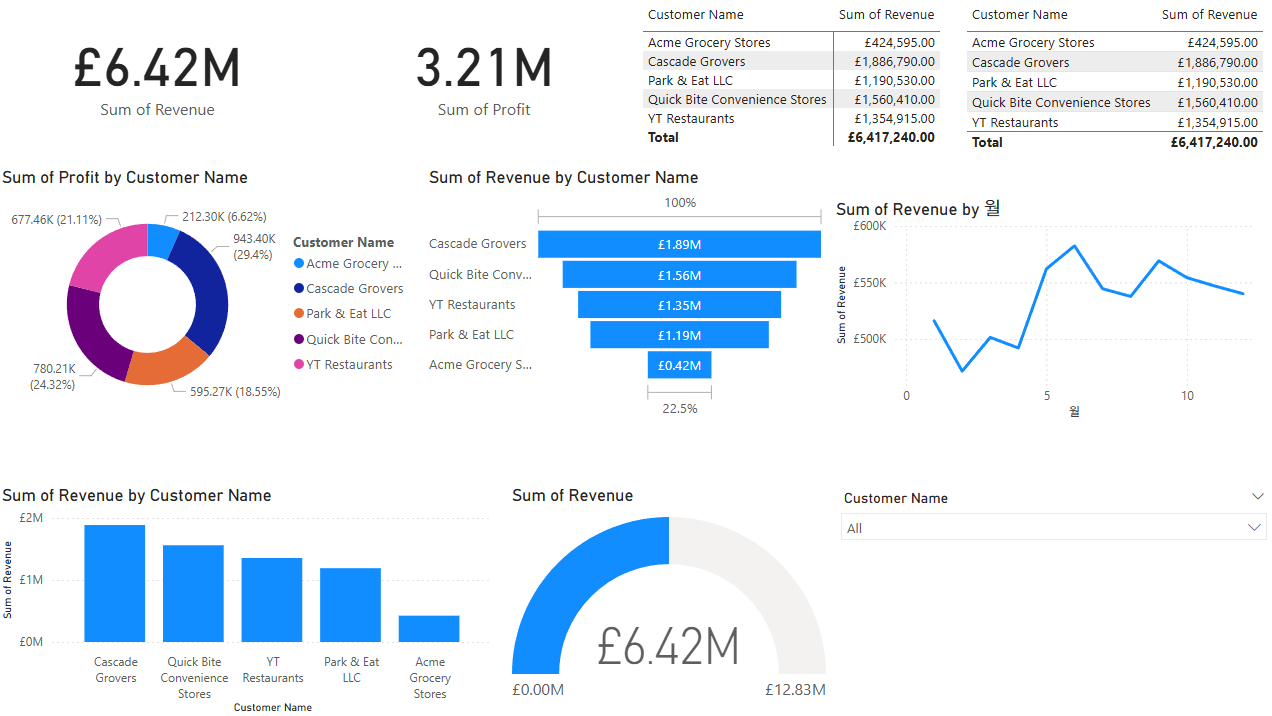 £6.42M
Sum of Revenue
3.21M
Sum of Profit
Customer Name Sum of Revenue
Acme Grocery Stores £424,595.00
Cascade Grovers £1,886,790.00
Park & Eat LLC £1,190,530.00
Quick Bite Convenience Stores £1,560,410.00
YT Restaurants £1,354,915.00
Total £6,417,240.00
Customer Name Sum of Revenue
Acme Grocery Stores £424,595.00
Cascade Grovers £1,886,790.00
Park & Eat LLC £1,190,530.00
Quick Bite Convenience Stores £1,560,410.00
YT Restaurants £1,354,915.00
Total £6,417,240.00
Sum of Profit by Customer Name
677.46K (21.11%)
212.30K (6.62%)
943.40K
(29.4%)
780.21K
(24.32%)
595.27K (18.55%)
Customer Name
Acme Grocery ...
Cascade Grovers
Park & Eat LLC
Quick Bite Con...
YT Restaurants
Sum of Revenue by Customer Name
100%
Cascade Grovers £1.89M
Quick Bite Conv... £1.56M
YT Restaurants £1.35M
Park & Eat LLC £1.19M
Acme Grocery S... £0.42M
22.5%
Sum of Revenue by 월
Sum of Revenue
£600K
£550K
£500K
0 5 10
월
Sum of Revenue by Customer Name
Sum of Revenue
£2M
£1M
£0M
Cascade
Grovers
Quick Bite
Convenience
Stores
YT
Restaurants
Park & Eat
LLC
Acme
Grocery
Stores
Customer Name
Sum of Revenue
£6.42M
£0.00M £12.83M
Customer Name
All